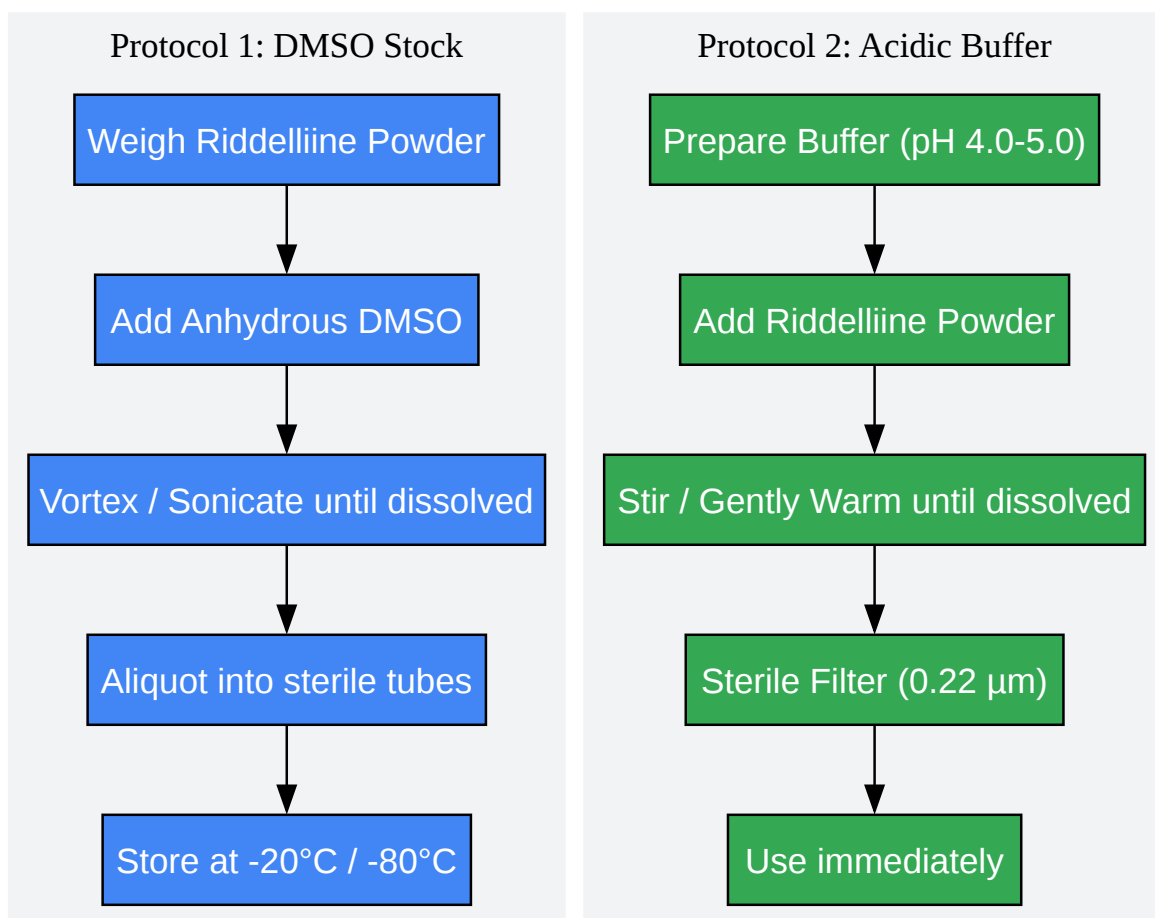 Protocol 1: DMSO Stock
Weigh Riddelliine Powder
Add Anhydrous DMSO
Vortex / Sonicate until dissolved
Aliquot into sterile tubes
Store at -20°C / -80°C
Protocol 2: Acidic Buffer
Prepare Buffer (pH 4.0-5.0)
Add Riddelliine Powder
Stir / Gently Warm until dissolved
Sterile Filter (0.22 µm)
Use immediately